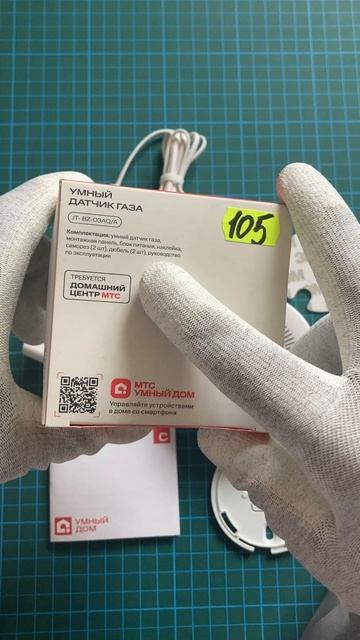 УМНЫЙ
ДАТЧИК ГАЗА
JT- BZ-03AQ/A
105
Комплектация: умный датчик газа,
монтажная панель, блок питания, наклейка,
саморез (2 шт), дюбель (2 шт), руководство
по эксплуатации
ТРЕБУЕТСЯ
ДОМАШНИЙ
ЦЕНТР МТС
МТС
УМНЫЙ ДОМ
Управляйте устройствами
в доме со смартфона
С
УМНЫЙ
ДОМ